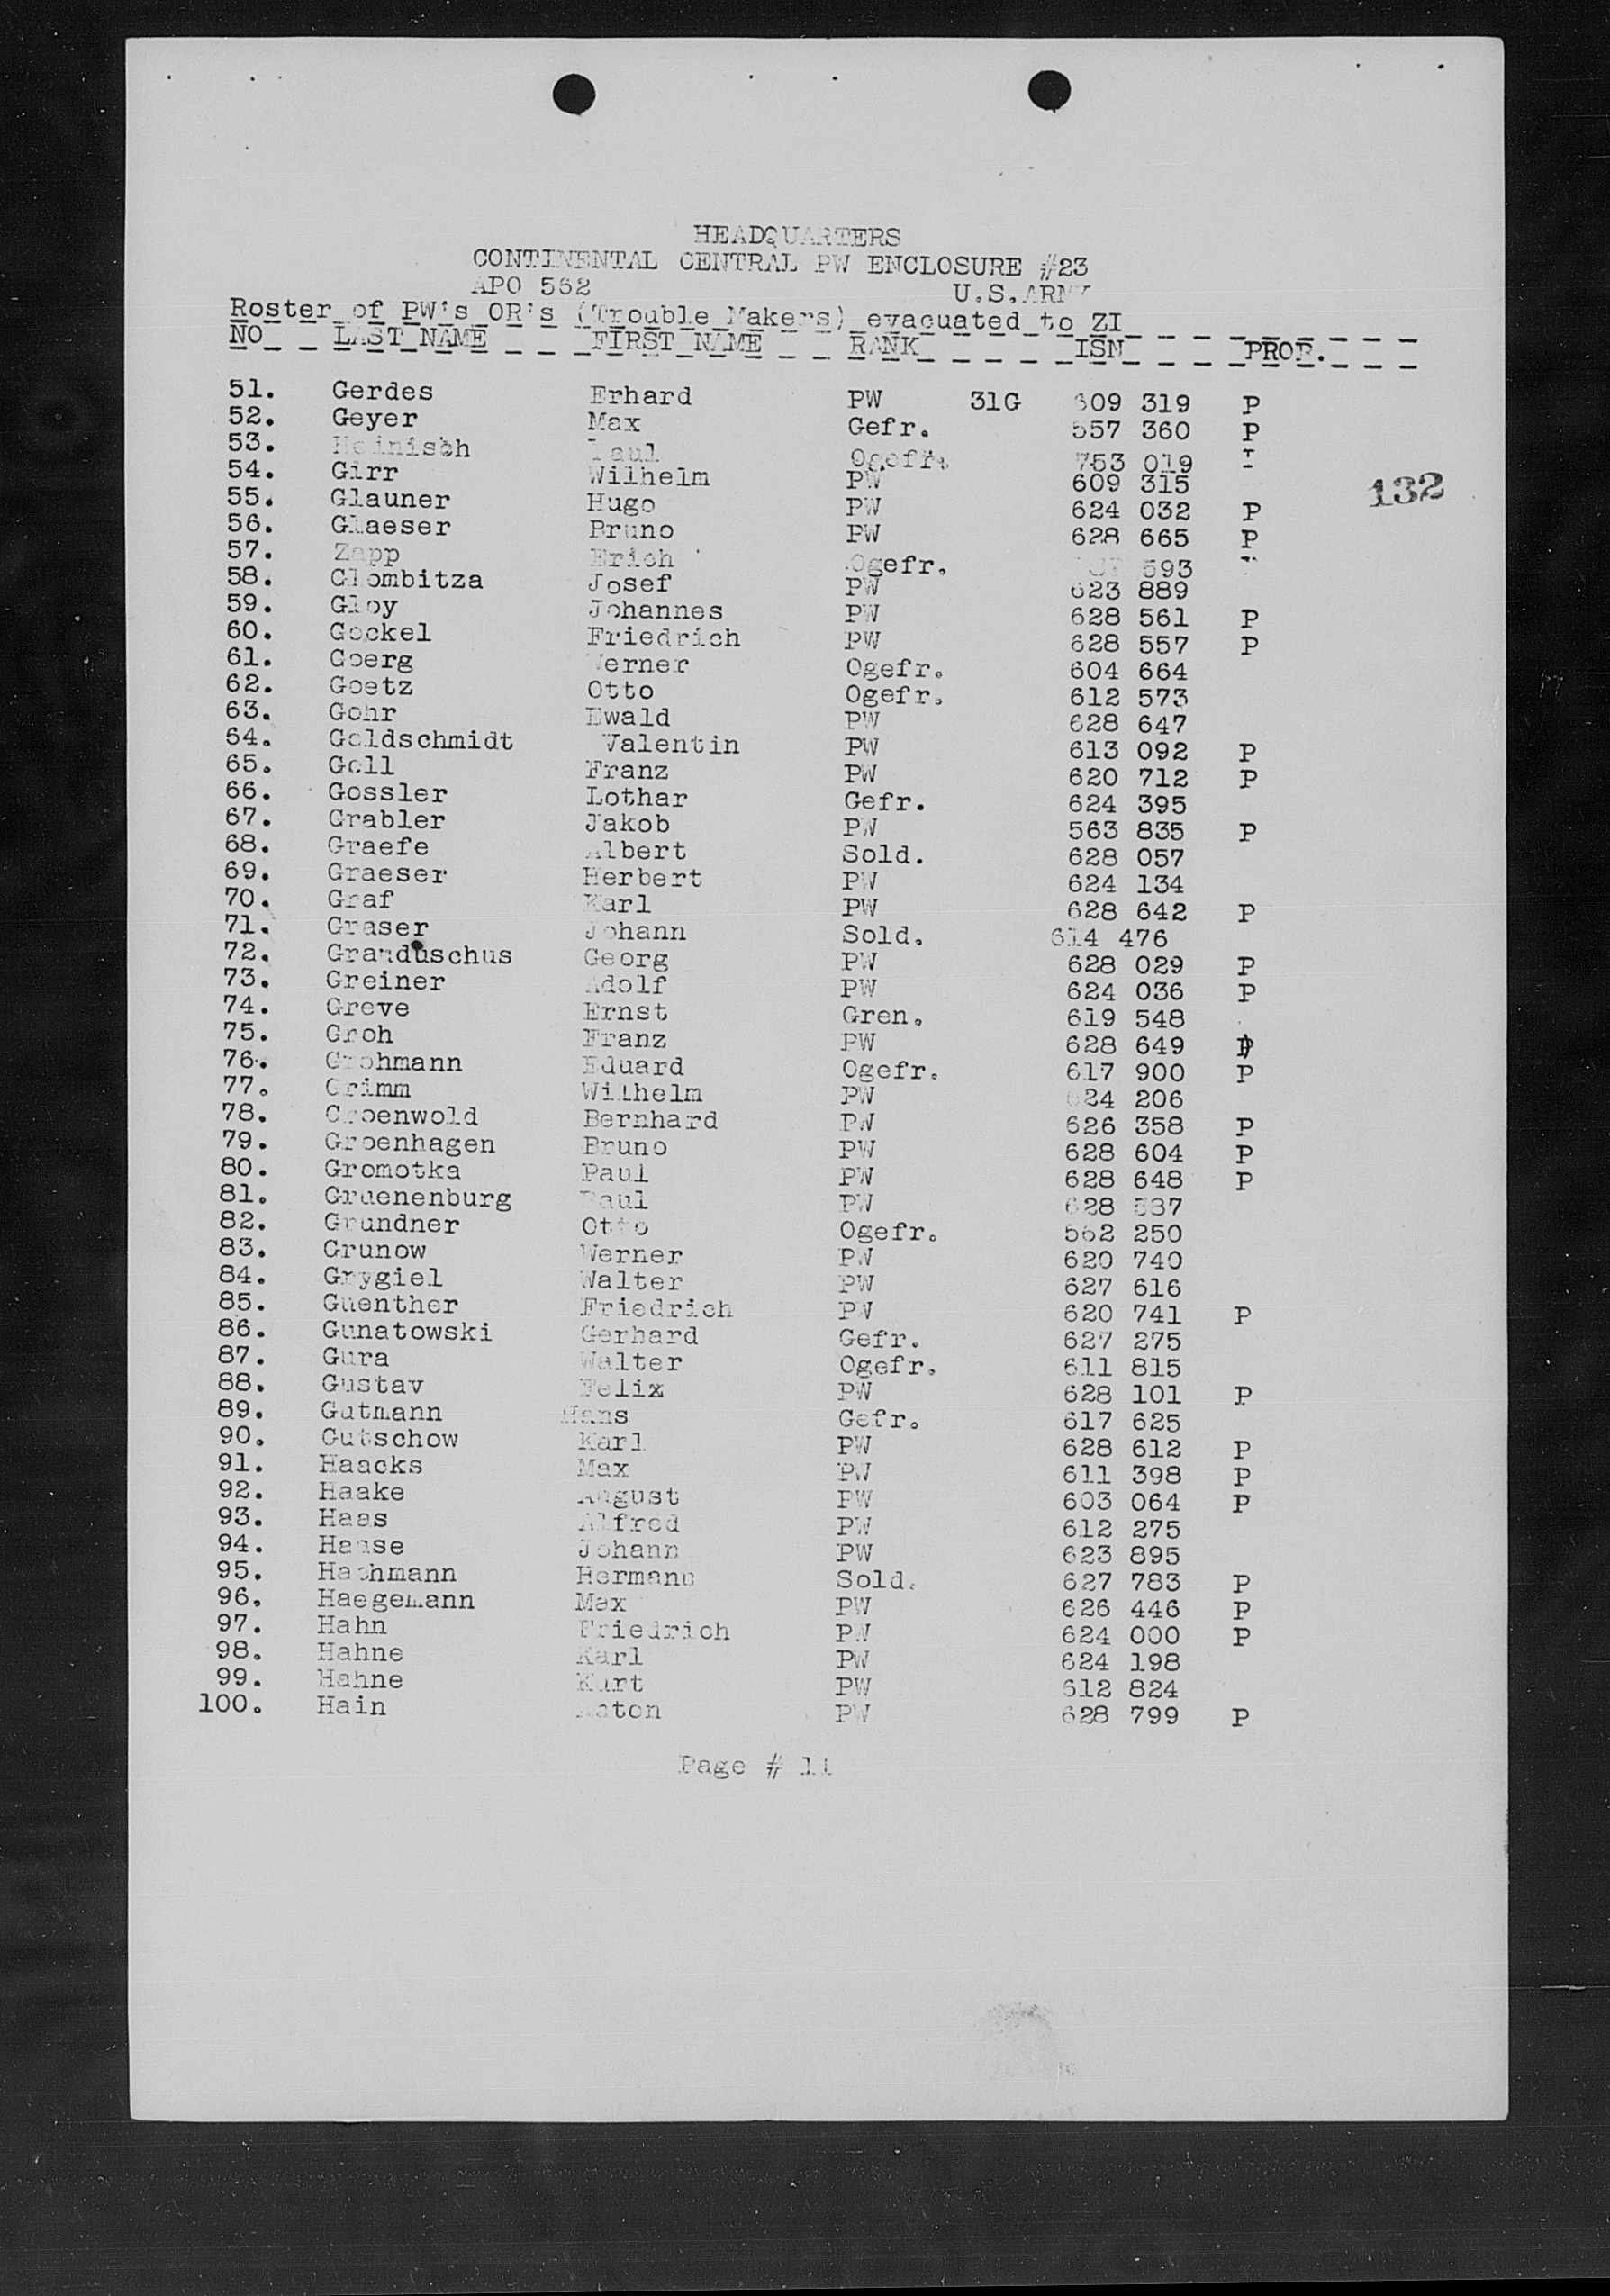 HEADQUARTERS
CONTINENTAL CENTRAL PW ENCLOSURE #23
APO 562 U.S.ARMY
Roster of PW's OR's (Trouble Makers) evacuated to ZI
NO LAST NAME FIRST NAME RANK ISN PROP.
51. Gerdes Erhard PW 31G 609 319 P
52. Geyer Max Gefr. 557 360 P
53. Heinisch Paul Ogefr. 753 019
132
54. Girr Wilhelm PW 609 315
55. Glauner Hugo PW 624 032 P
56. Glaeser Bruno PW 628 665 P
57. Zapp Erich Ogefr. 593
58. Glombitza Josef PW 623 889
59. Gloy Johannes PW 628 561 P
60. Gockel Friedrich PW 628 557 P
61. Goerg Werner Ogefr. 604 664
62. Goetz Otto Ogefr. 612 573
63. Gohr Ewald PW 628 647
64. Goldschmidt Valentin PW 613 092 P
65. Goll Franz PW 620 712 P
66. Gossler Lothar Gefr. 624 395
67. Grabler Jakob PW 563 835 P
68. Graefe Albert Sold. 628 057
69. Graeser Herbert PW 624 134
70. Graf Karl PW 628 642 P
71. Graser Johann Sold. 614 476
72. Granduschus Georg PW 628 029 P
73. Greiner Adolf PW 624 036 P
74. Greve Ernst Gren. 619 548
75. Groh Franz PW 628 649 P
76. Grohmann Eduard Ogefr. 617 900 P
77. Grimm Wilhelm PW 624 206
78. Groenwold Bernhard PW 626 358 P
79. Groenhagen Bruno PW 628 604 P
80. Gromotka Paul PW 628 648 P
81. Gruenenburg Paul PW 628 587
82. Grundner Otto Ogefr. 562 250
83. Grunow Werner PW 620 740
84. Grygiel Walter PW 627 616
85. Guenther Friedrich PW 620 741 P
86. Gunatowski Gerhard Gefr. 627 275
87. Gura Walter Ogefr. 611 815
88. Gustav Felix PW 628 101 P
89. Gutmann Hans Gefr. 617 625
90. Gutschow Karl PW 628 612 P
91. Haacks Max PW 611 398 P
92. Haake August PW 603 064 P
93. Haas Alfred PW 612 275
94. Haase Johann PW 623 895
95. Hachmann Hermann Sold. 627 783 P
96. Haegemann Max PW 626 446 P
97. Hahn Friedrich PW 624 000 P
98. Hahne Karl PW 624 198
99. Hahne Kurt PW 612 824
100. Hain Anton PW 628 799 P
Page # 11